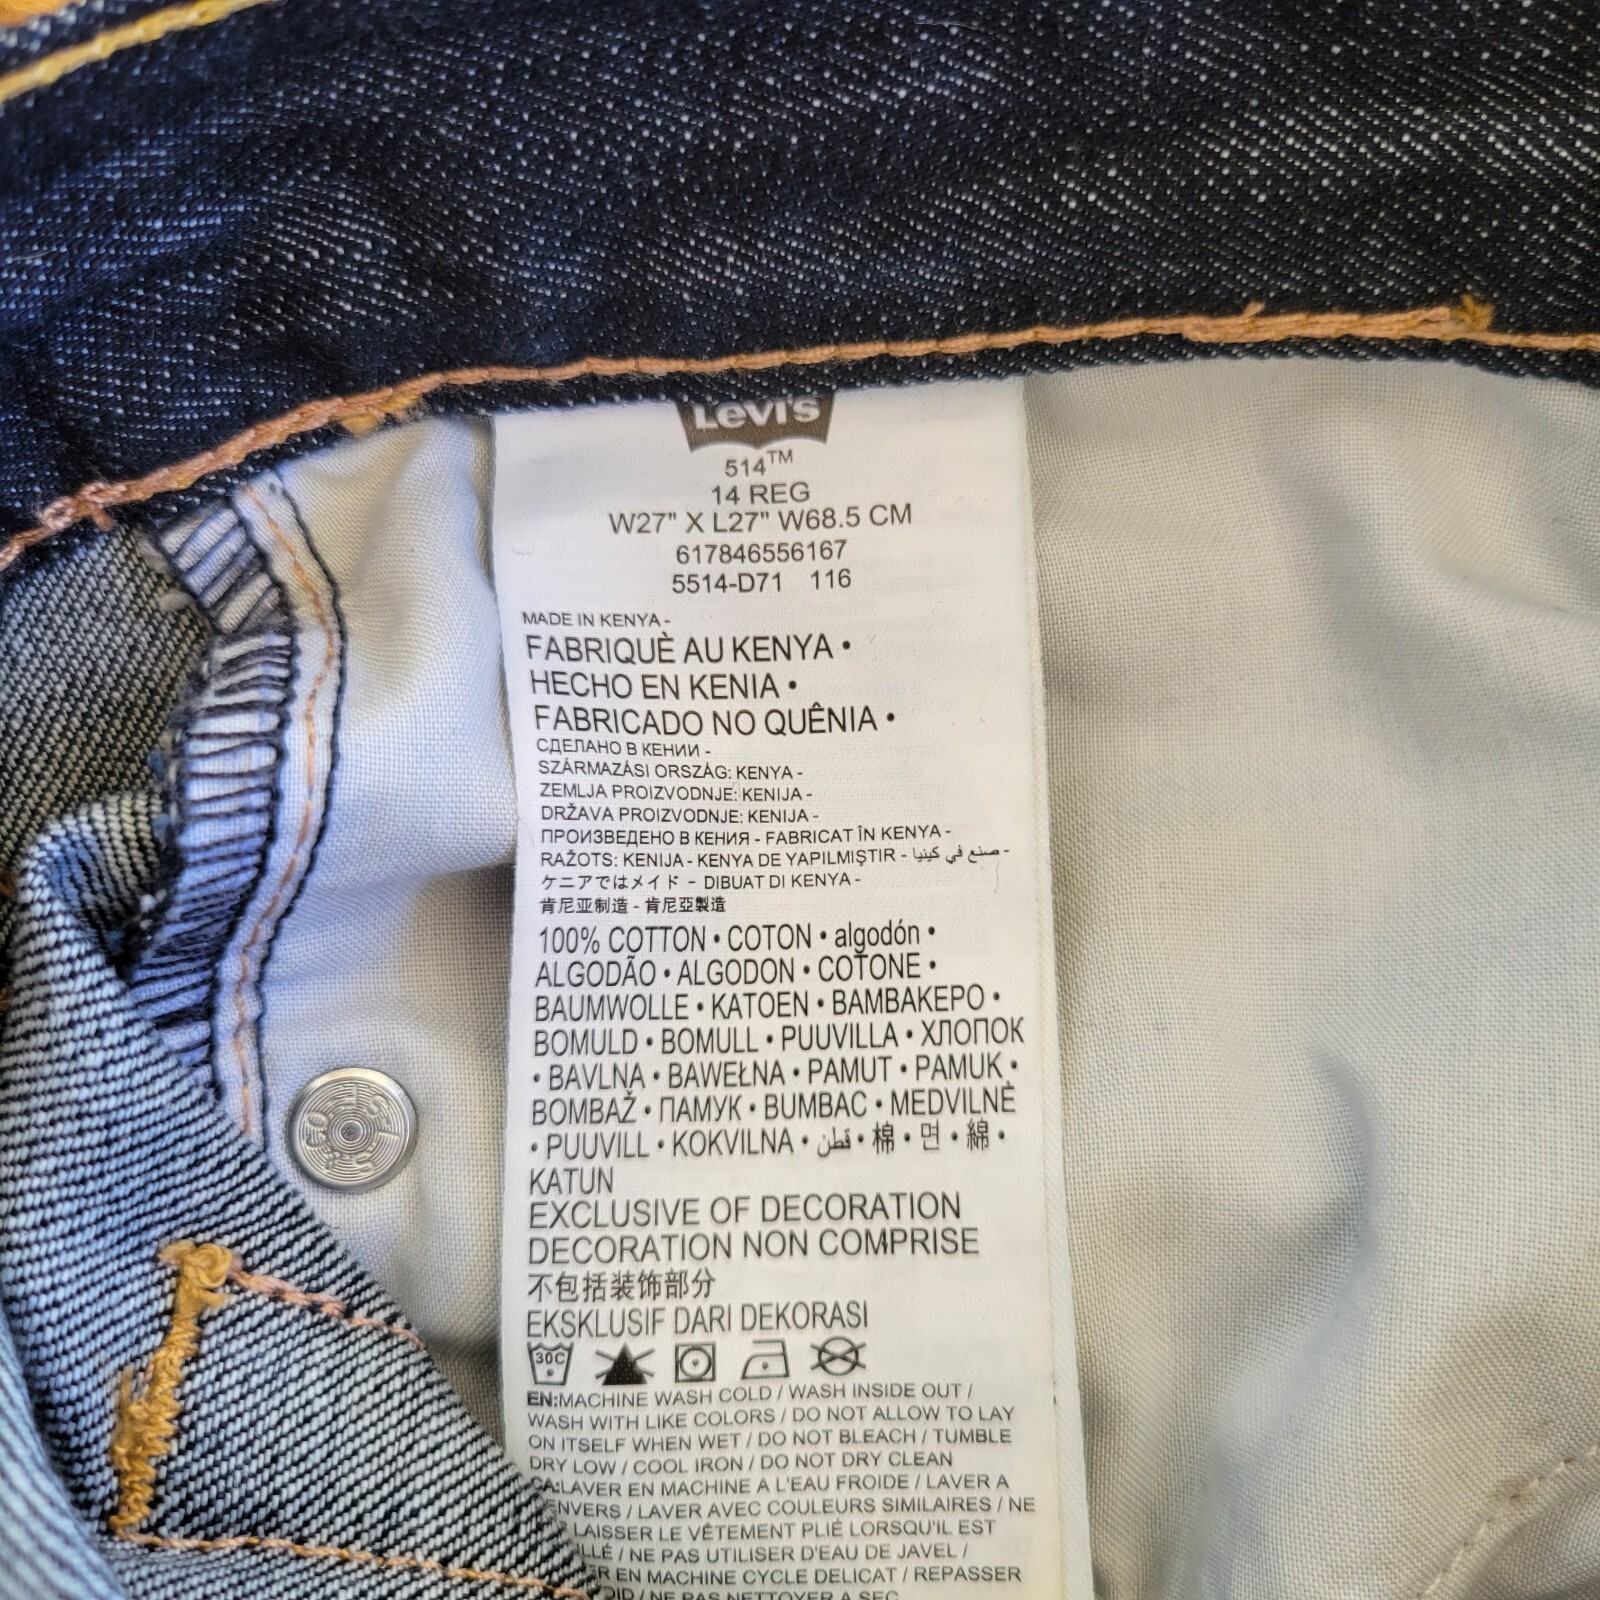 Levi's
514™
14 REG
W27" X L27" W68.5 CM
617846556167
5514-D71 116
MADE IN KENYA -
FABRIQUÈ AU KENYA •
HECHO EN KENIA •
FABRICADO NO QUÊNIA •
СДЕЛАНО В КЕНИИ -
SZÁRMAZÁSI ORSZÁG: KENYA -
ZEMLJA PROIZVODNJE: KENIJA -
DRŽAVA PROIZVODNJE: KENIJA -
ПРОИЗВЕДЕНО В КЕНИЯ - FABRICAT ÎN KENYA -
RAŽOTS: KENIJA - KENYA DE YAPILMIŞTIR - صنع في كينيا -
ケニアではメイド - DIBUAT DI KENYA -
肯尼亚制造 - 肯尼亞製造
100% COTTON • COTON • algodón •
ALGODÃO • ALGODON • COTONE •
BAUMWOLLE • KATOEN • BAMBAKEPO •
BOMULD • BOMULL • PUUVILLA • ХЛОПОК
• BAVLNA • BAWEŁNA • PAMUT • PAMUK •
BOMBAŽ • ПАМУК • BUMBAC • MEDVILNĖ
• PUUVILL • KOKVILNA • قطن • 棉 • 면 • 綿 •
KATUN
EXCLUSIVE OF DECORATION
DECORATION NON COMPRISE
不包括装饰部分
EKSKLUSIF DARI DEKORASI
30C
EN:MACHINE WASH COLD / WASH INSIDE OUT /
WASH WITH LIKE COLORS / DO NOT ALLOW TO LAY
ON ITSELF WHEN WET / DO NOT BLEACH / TUMBLE
DRY LOW / COOL IRON / DO NOT DRY CLEAN
CA:LAVER EN MACHINE A L'EAU FROIDE / LAVER A
ENVERS / LAVER AVEC COULEURS SIMILAIRES / NE
LAISSER LE VÊTEMENT PLIÉ LORSQU'IL EST
/ NE PAS UTILISER D'EAU DE JAVEL /
EN MACHINE CYCLE DELICAT / REPASSER
/ NE PAS NETTOYER A SEC